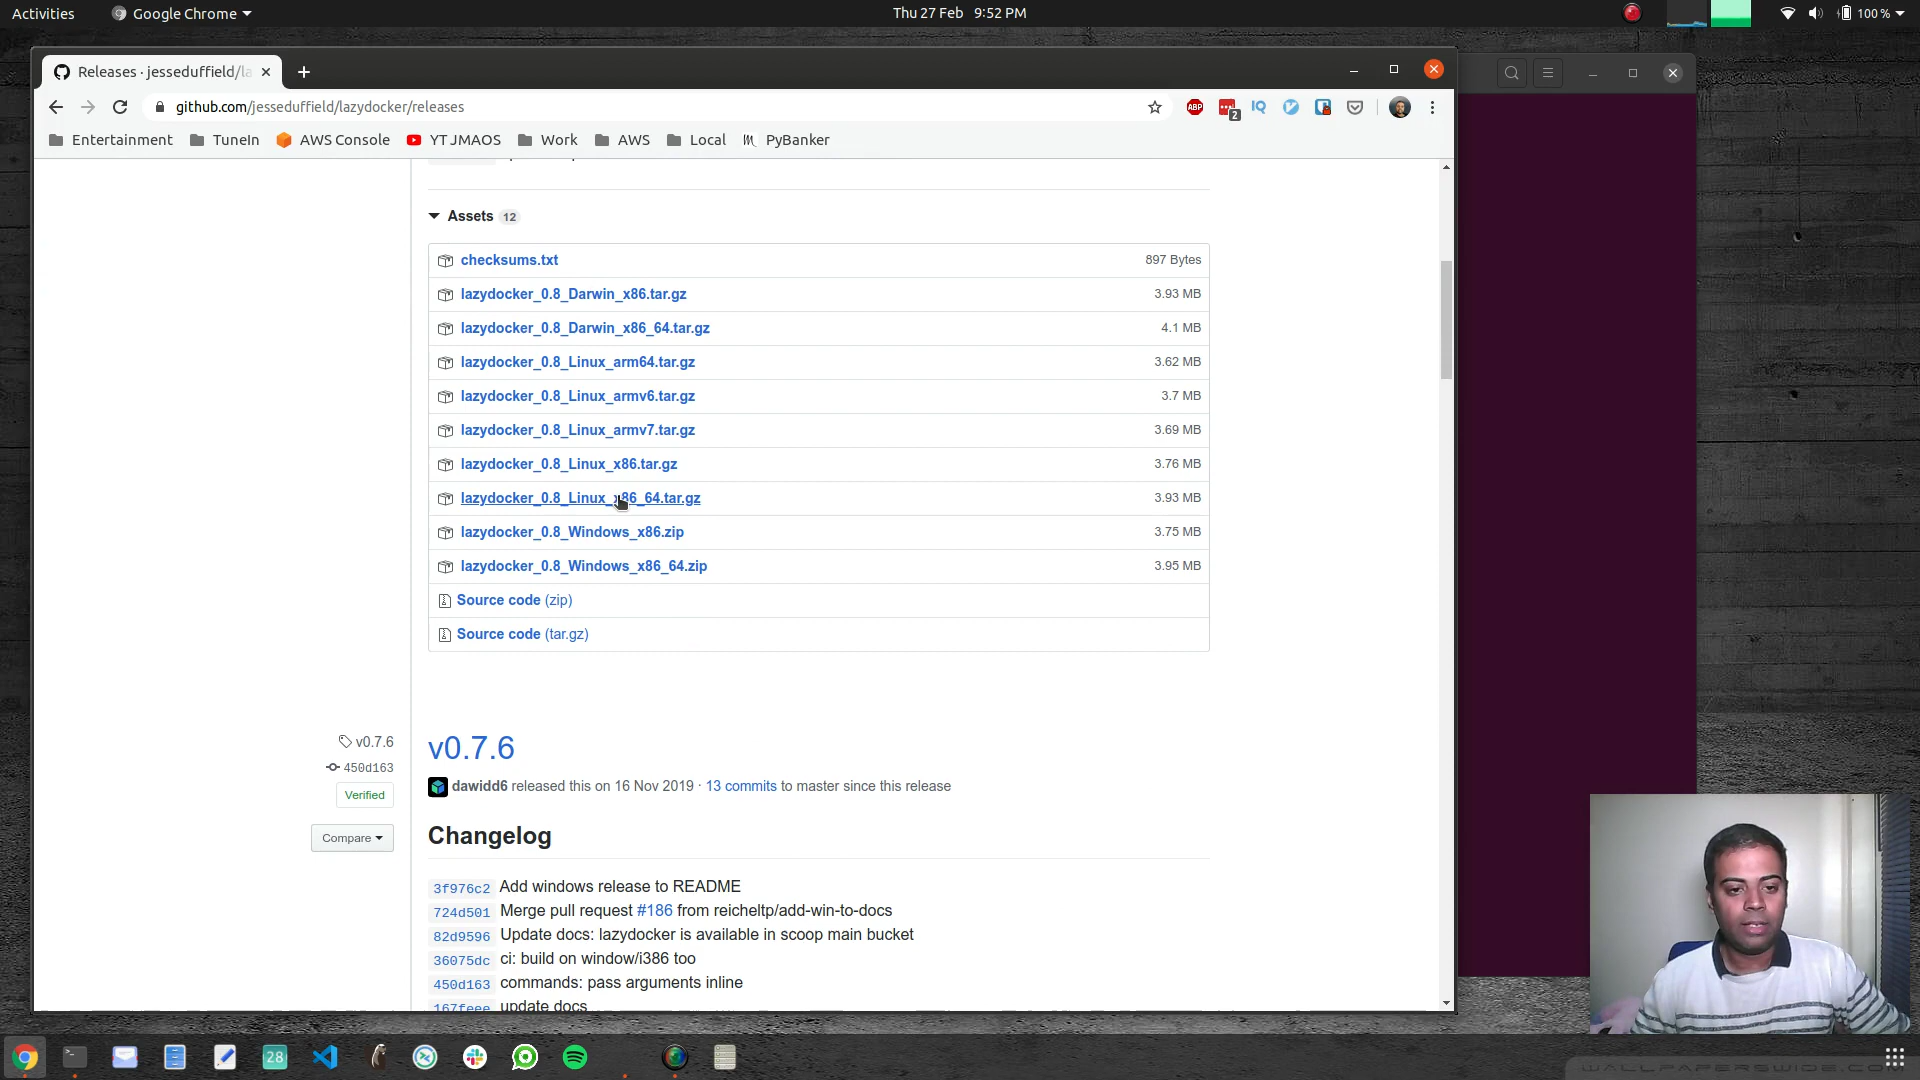 Activities
Google Chrome
Thu 27 Feb 9:52 PM
100 %
Releases · jesseduffield/la
github.com/jesseduffield/lazydocker/releases
ABP
2
IQ
Entertainment
TuneIn
AWS Console
YT JMAOS
Work
AWS
Local
PyBanker
Assets 12
checksums.txt 897 Bytes
lazydocker_0.8_Darwin_x86.tar.gz 3.93 MB
lazydocker_0.8_Darwin_x86_64.tar.gz 4.1 MB
lazydocker_0.8_Linux_arm64.tar.gz 3.62 MB
lazydocker_0.8_Linux_armv6.tar.gz 3.7 MB
lazydocker_0.8_Linux_armv7.tar.gz 3.69 MB
lazydocker_0.8_Linux_x86.tar.gz 3.76 MB
lazydocker_0.8_Linux_x86_64.tar.gz 3.93 MB
lazydocker_0.8_Windows_x86.zip 3.75 MB
lazydocker_0.8_Windows_x86_64.zip 3.95 MB
Source code (zip)
Source code (tar.gz)
v0.7.6
450d163
Verified
Compare
v0.7.6
dawidd6 released this on 16 Nov 2019 · 13 commits to master since this release
Changelog
3f976c2 Add windows release to README
724d501 Merge pull request #186 from reicheltp/add-win-to-docs
82d9596 Update docs: lazydocker is available in scoop main bucket
36075dc ci: build on window/i386 too
450d163 commands: pass arguments inline
167feee update docs
28
WALLPAPERSWIDE.COM